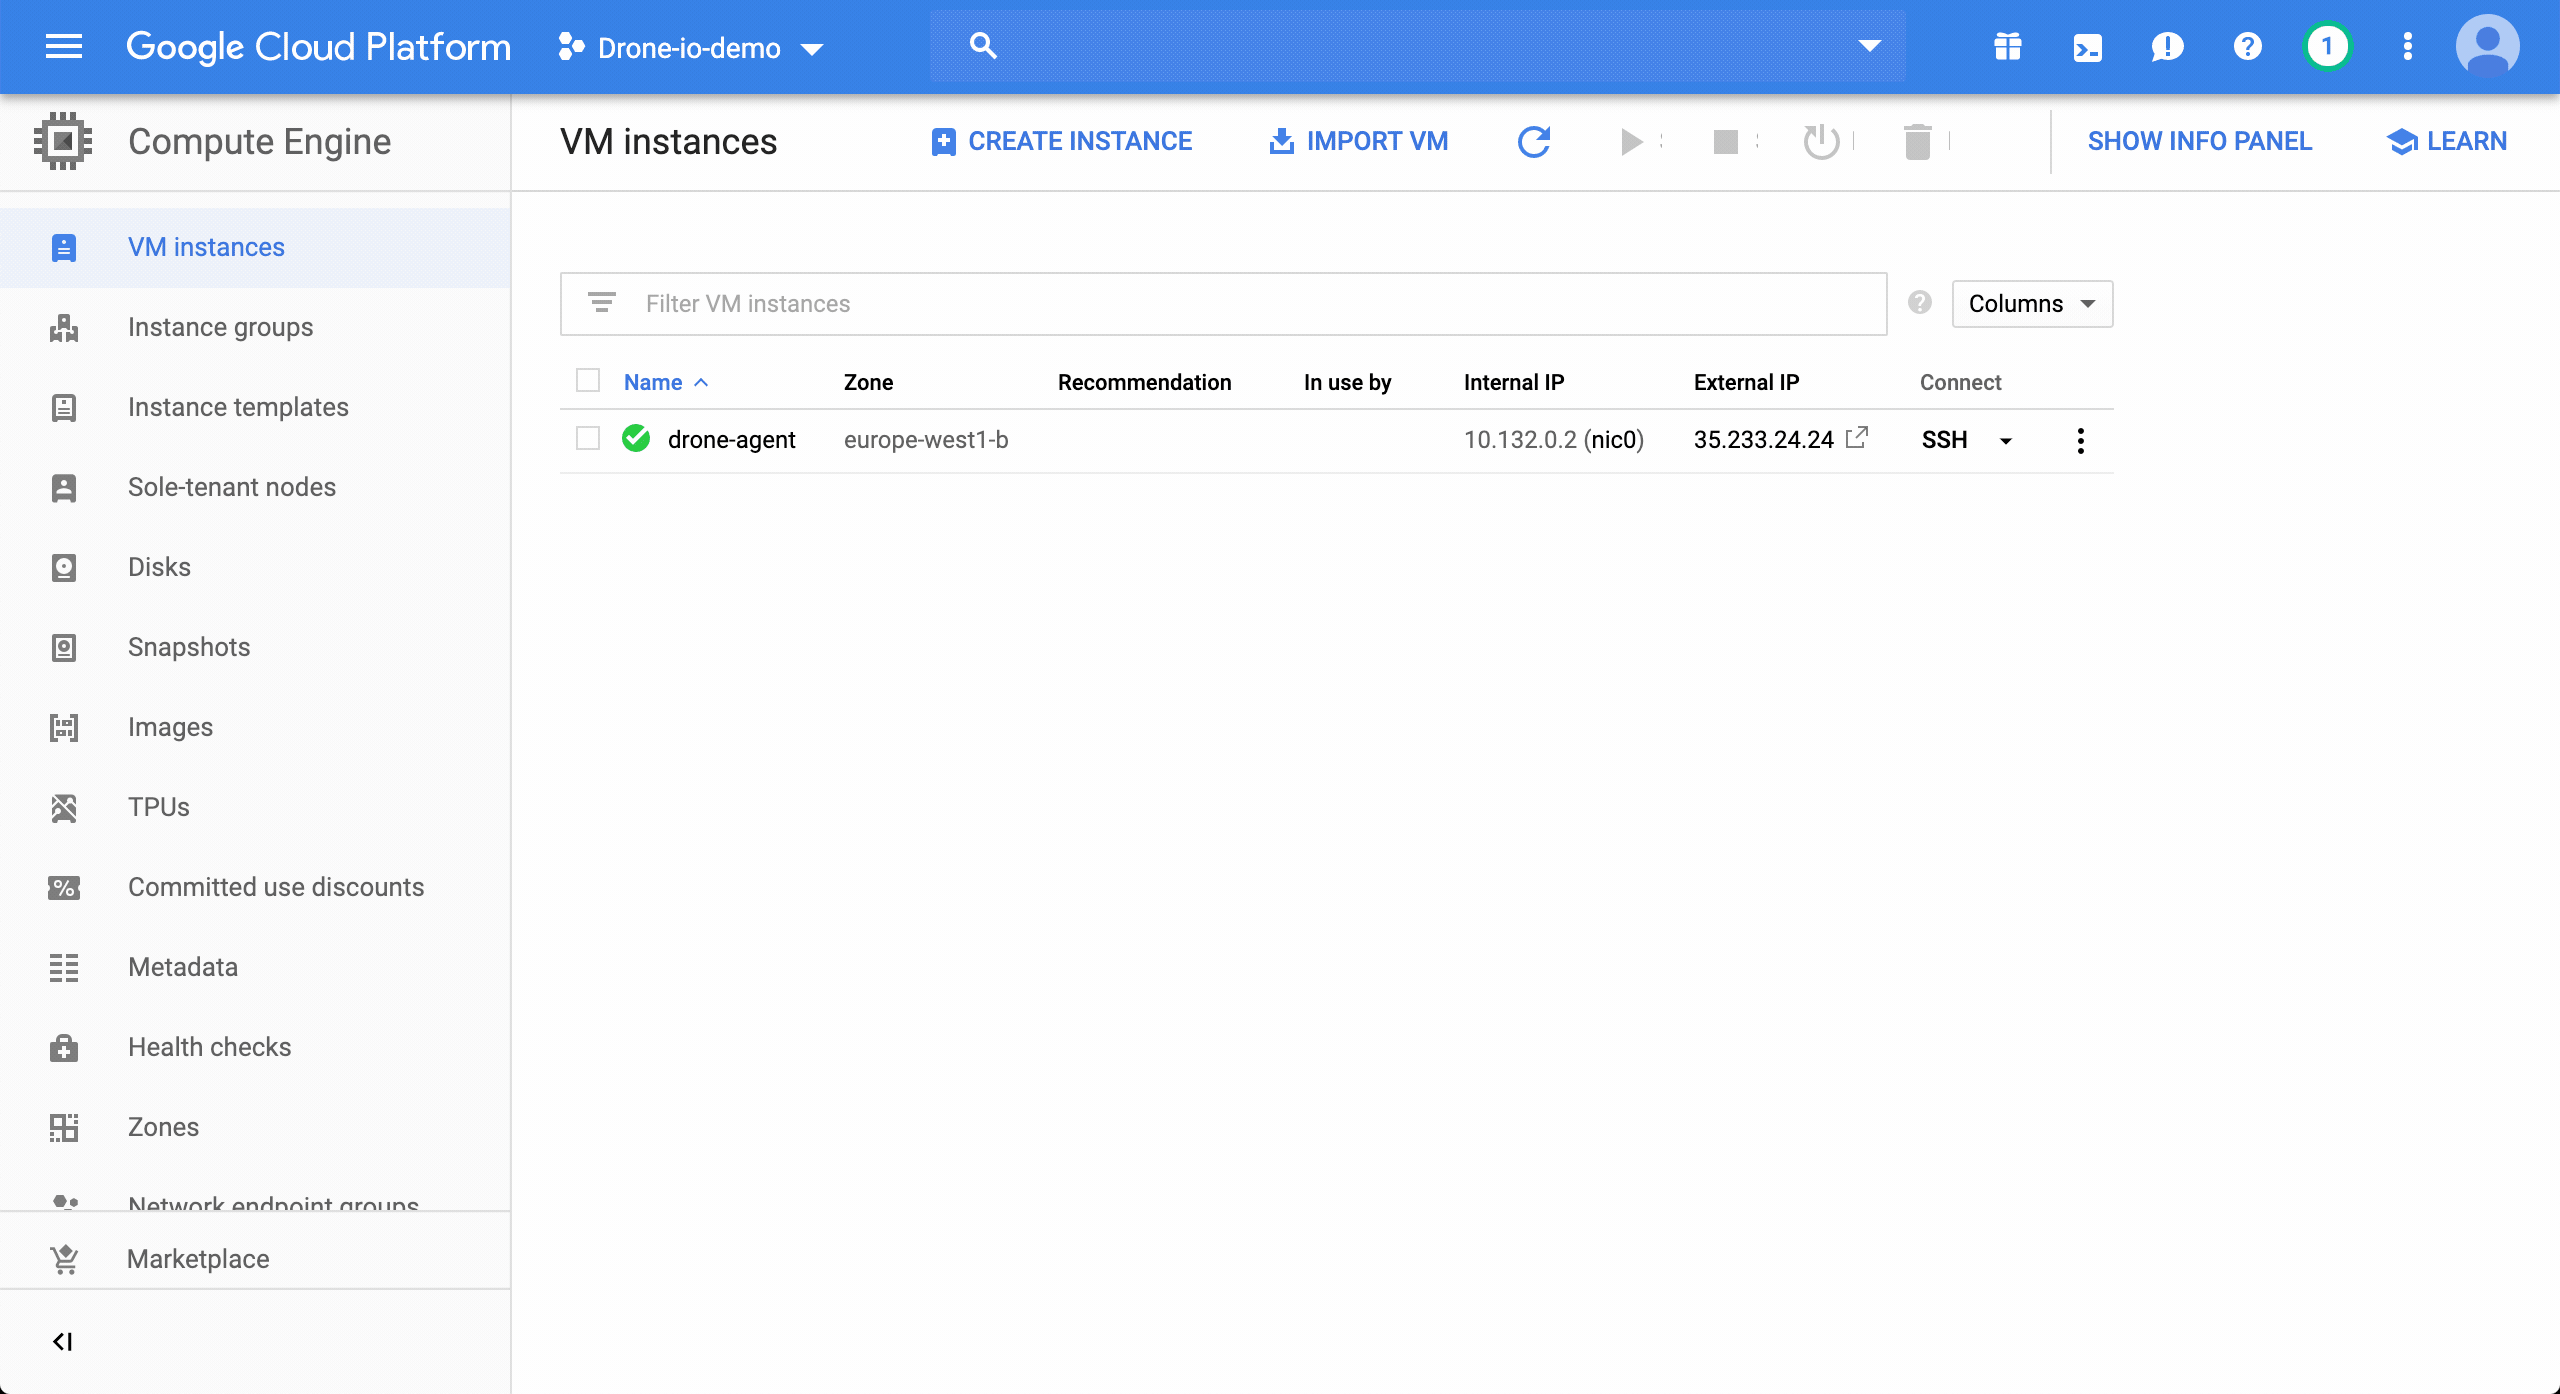 Google Cloud Platform
Drone-io-demo
1
Compute Engine
VM instances
CREATE INSTANCE
IMPORT VM
SHOW INFO PANEL
LEARN
VM instances
Instance groups
Instance templates
Sole-tenant nodes
Disks
Snapshots
Images
TPUs
Committed use discounts
Metadata
Health checks
Zones
Network endpoint groups
Marketplace
Filter VM instances
Columns
Name Zone Recommendation In use by Internal IP External IP Connect
drone-agent europe-west1-b 10.132.0.2 (nic0) 35.233.24.24 SSH